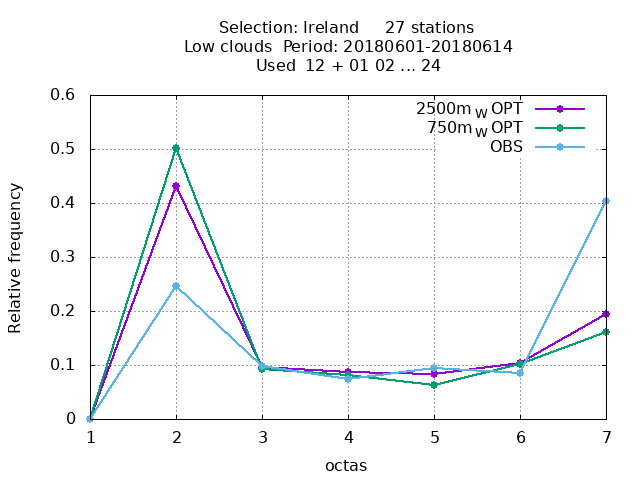 Selection: Ireland 27 stations
Low clouds Period: 20180601-20180614
Used 12 + 01 02 ... 24
2500m_W OPT
750m_W OPT
OBS
Relative frequency
0.6
0.5
0.4
0.3
0.2
0.1
0
1 2 3 4 5 6 7
octas